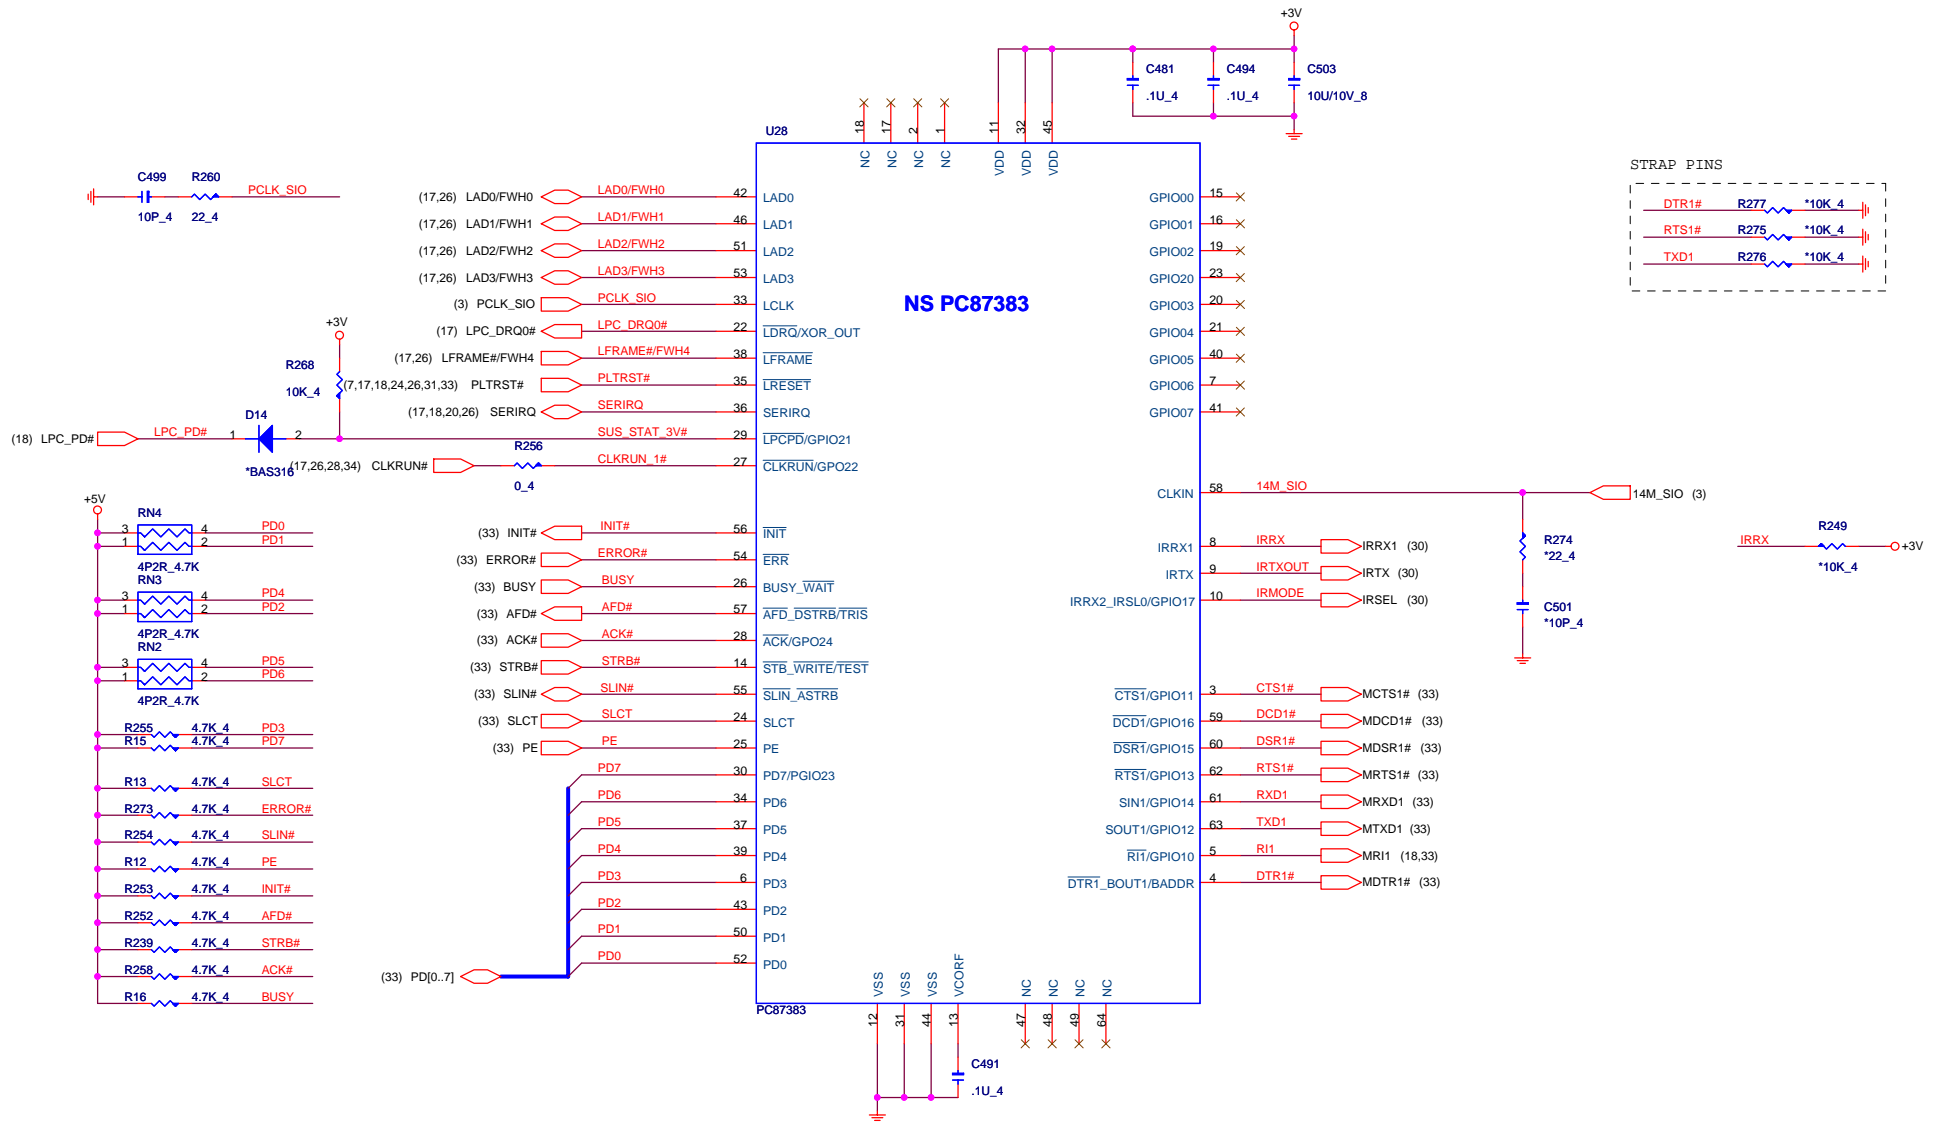 +3V
C481
.1U_4
C494
.1U_4
C503
10U/10V_8
U28
18
17
2
1
11
32
45
NC
NC
NC
NC
VDD
VDD
VDD
STRAP PINS
DTR1# R277 *10K_4
RTS1# R275 *10K_4
TXD1 R276 *10K_4
C499 R260 PCLK_SIO
10P_4 22_4
NS PC87383
(17,26) LAD0/FWH0 LAD0/FWH0 42 LAD0
(17,26) LAD1/FWH1 LAD1/FWH1 46 LAD1
(17,26) LAD2/FWH2 LAD2/FWH2 51 LAD2
(17,26) LAD3/FWH3 LAD3/FWH3 53 LAD3
(3) PCLK_SIO PCLK_SIO 33 LCLK
(17) LPC_DRQ0# LPC_DRQ0# 22 LDRQ/XOR_OUT
(17,26) LFRAME#/FWH4 LFRAME#/FWH4 38 LFRAME
(7,17,18,24,26,31,33) PLTRST# PLTRST# 35 LRESET
(17,18,20,26) SERIRQ SERIRQ 36 SERIRQ
+3V
R268
10K_4
D14
(18) LPC_PD# LPC_PD# 1 2 SUS_STAT_3V# 29 LPCPD/GPIO21
*BAS316
R256
(17,26,28,34) CLKRUN# CLKRUN_1# 27 CLKRUN/GPO22
0_4
GPIO00 15
GPIO01 16
GPIO02 19
GPIO20 23
GPIO03 20
GPIO04 21
GPIO05 40
GPIO06 7
GPIO07 41
CLKIN 58 14M_SIO 14M_SIO (3)
R274
*22_4
C501
*10P_4
R249
IRRX +3V
*10K_4
IRRX1 8 IRRX IRRX1 (30)
IRTX 9 IRTXOUT IRTX (30)
IRRX2_IRSL0/GPIO17 10 IRMODE IRSEL (30)
+5V
RN4
3 4 PD0
1 2 PD1
4P2R_4.7K
RN3
3 4 PD4
1 2 PD2
4P2R_4.7K
RN2
3 4 PD5
1 2 PD6
4P2R_4.7K
R255 4.7K_4 PD3
R15 4.7K_4 PD7
R13 4.7K_4 SLCT
R273 4.7K_4 ERROR#
R254 4.7K_4 SLIN#
R12 4.7K_4 PE
R253 4.7K_4 INIT#
R252 4.7K_4 AFD#
R239 4.7K_4 STRB#
R258 4.7K_4 ACK#
R16 4.7K_4 BUSY
(33) INIT# INIT# 56 INIT
(33) ERROR# ERROR# 54 ERR
(33) BUSY BUSY 26 BUSY_WAIT
(33) AFD# AFD# 57 AFD_DSTRB/TRIS
(33) ACK# ACK# 28 ACK/GPO24
(33) STRB# STRB# 14 STB_WRITE/TEST
(33) SLIN# SLIN# 55 SLIN_ASTRB
(33) SLCT SLCT 24 SLCT
(33) PE PE 25 PE
PD7 30 PD7/PGIO23
PD6 34 PD6
PD5 37 PD5
PD4 39 PD4
PD3 6 PD3
PD2 43 PD2
PD1 50 PD1
PD0 52 PD0
(33) PD[0..7]
CTS1/GPIO11 3 CTS1# MCTS1# (33)
DCD1/GPIO16 59 DCD1# MDCD1# (33)
DSR1/GPIO15 60 DSR1# MDSR1# (33)
RTS1/GPIO13 62 RTS1# MRTS1# (33)
SIN1/GPIO14 61 RXD1 MRXD1 (33)
SOUT1/GPIO12 63 TXD1 MTXD1 (33)
RI1/GPIO10 5 RI1 MRI1 (18,33)
DTR1_BOUT1/BADDR 4 DTR1# MDTR1# (33)
VSS
VSS
VSS
VCORF
NC
NC
NC
NC
PC87383
12
31
44
13
47
48
49
64
C491
.1U_4